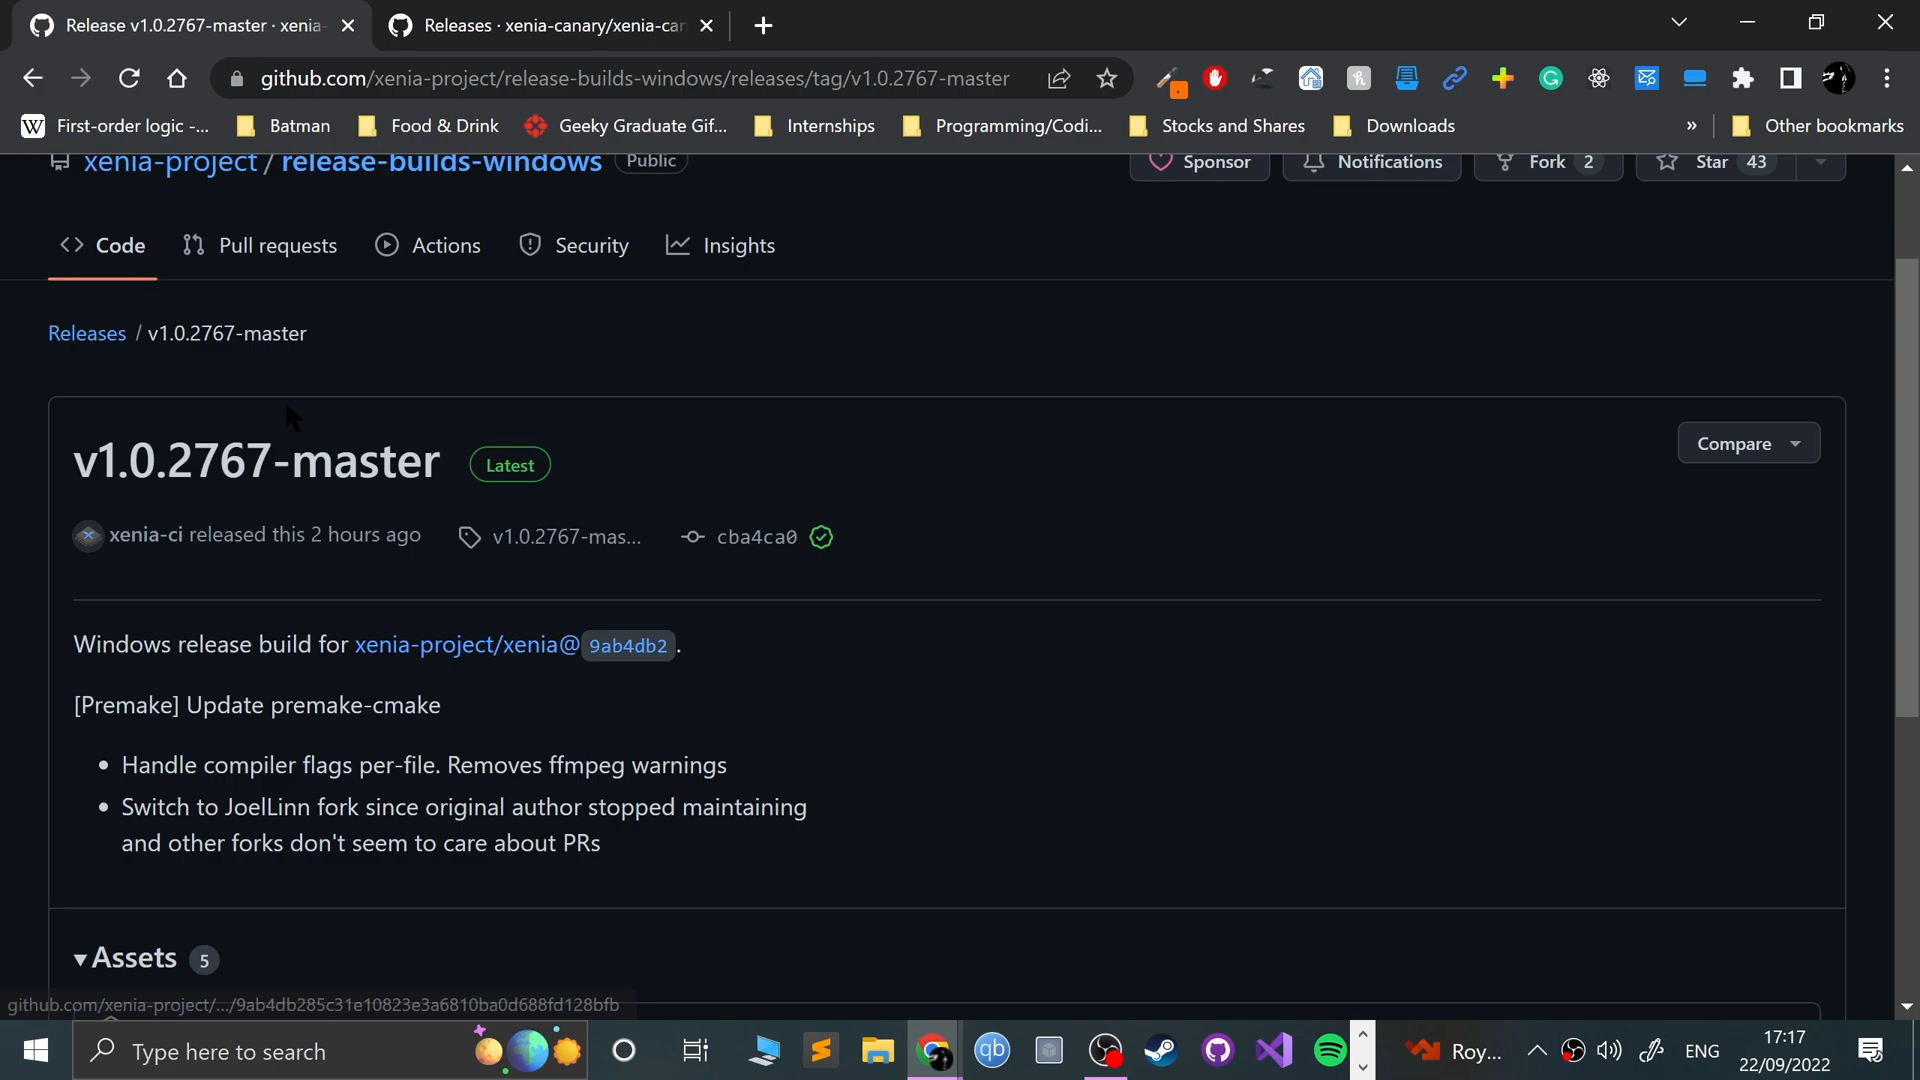 Release v1.0.2767-master · xenia-
Releases · xenia-canary/xenia-can
github.com/xenia-project/release-builds-windows/releases/tag/v1.0.2767-master
First-order logic -...
Batman
Food & Drink
Geeky Graduate Gif...
Internships
Programming/Codi...
Stocks and Shares
Downloads
»
Other bookmarks
xenia-project / release-builds-windows Public
Sponsor
Notifications
Fork 2
Star 43
Code
Pull requests
Actions
Security
Insights
Releases / v1.0.2767-master
v1.0.2767-master Latest
Compare
xenia-ci released this 2 hours ago
v1.0.2767-mas...
cba4ca0
Windows release build for xenia-project/xenia@9ab4db2.
[Premake] Update premake-cmake
• Handle compiler flags per-file. Removes ffmpeg warnings
• Switch to JoelLinn fork since original author stopped maintaining
and other forks don't seem to care about PRs
Assets 5
github.com/xenia-project/.../9ab4db285c31e10823e3a6810ba0d688fd128bfb
Type here to search
qb
Roy...
ENG
17:17
22/09/2022